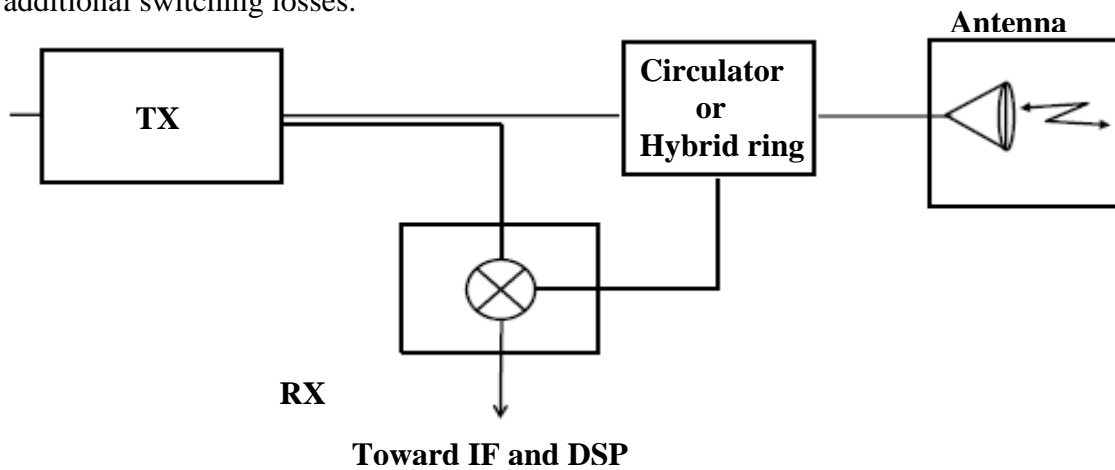 additional switching losses.
Antenna
Circulator
or
Hybrid ring
TX
RX
Toward IF and DSP